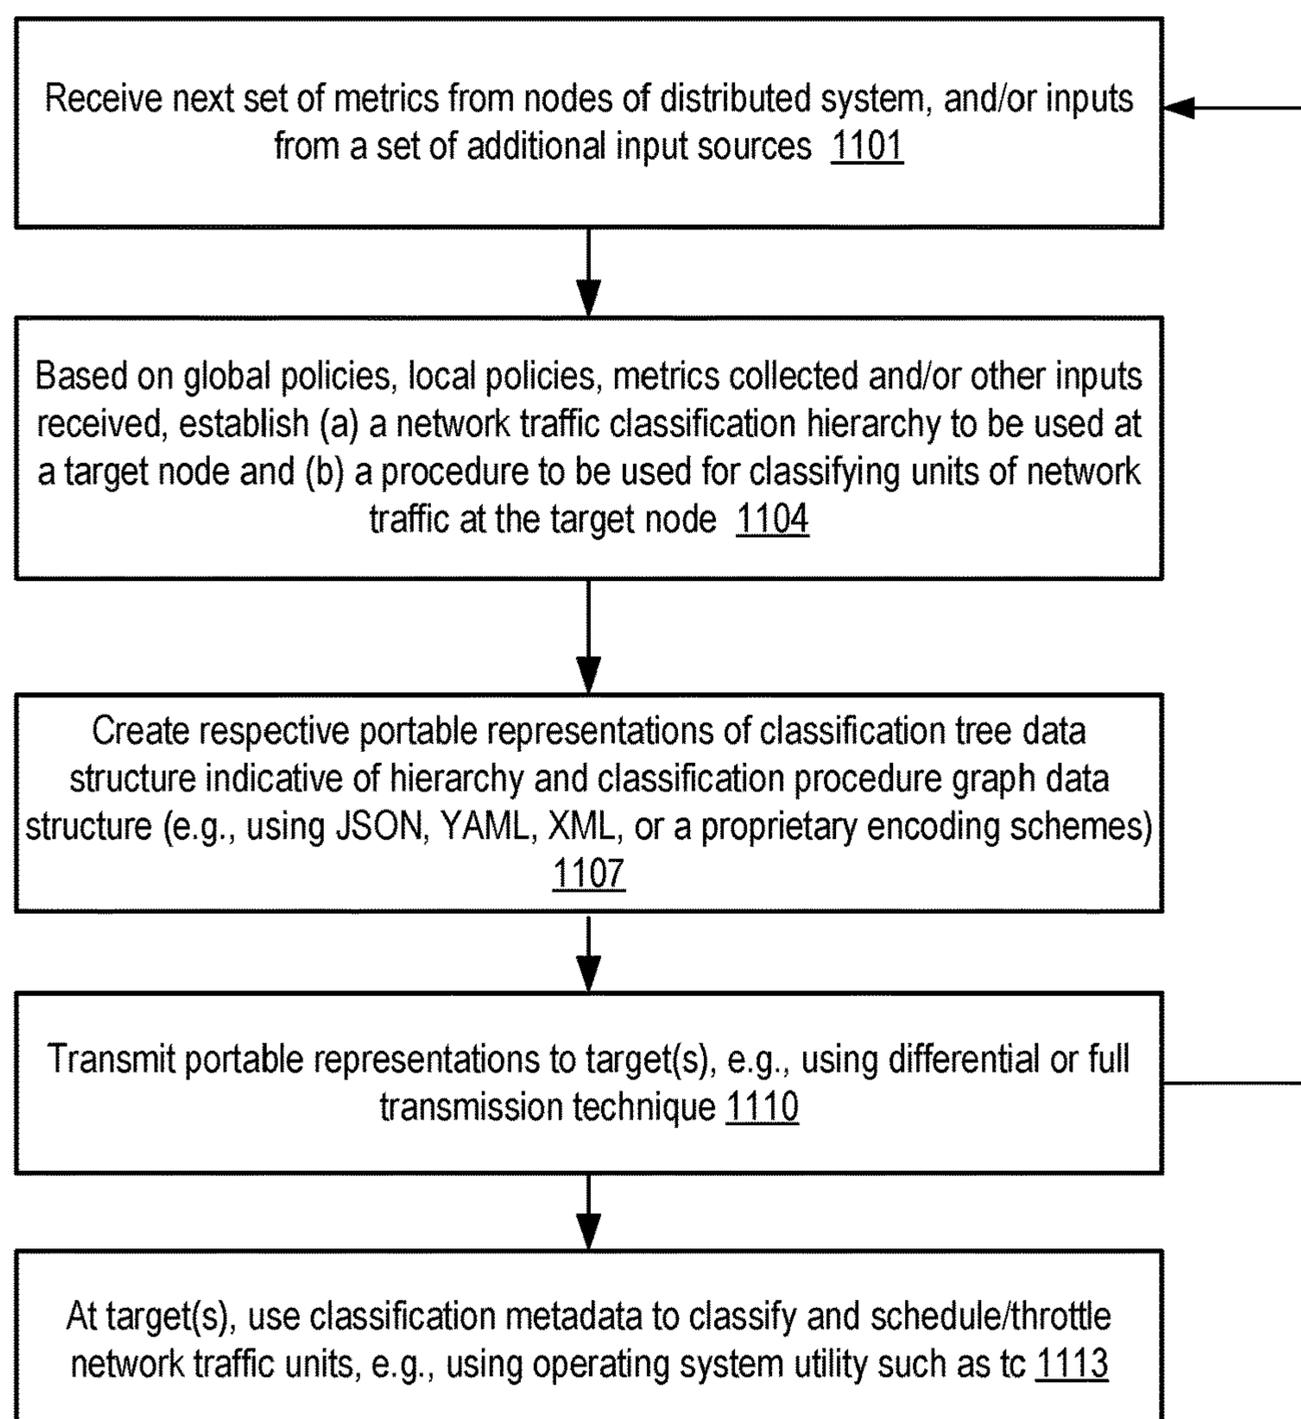 Receive next set of metrics from nodes of distributed system, and/or inputs
from a set of additional input sources 1101
Based on global policies, local policies, metrics collected and/or other inputs
received, establish (a) a network traffic classification hierarchy to be used at
a target node and (b) a procedure to be used for classifying units of network
traffic at the target node 1104
Create respective portable representations of classification tree data
structure indicative of hierarchy and classification procedure graph data
structure (e.g., using JSON, YAML, XML, or a proprietary encoding schemes)
1107
Transmit portable representations to target(s), e.g., using differential or full
transmission technique 1110
At target(s), use classification metadata to classify and schedule/throttle
network traffic units, e.g., using operating system utility such as tc 1113